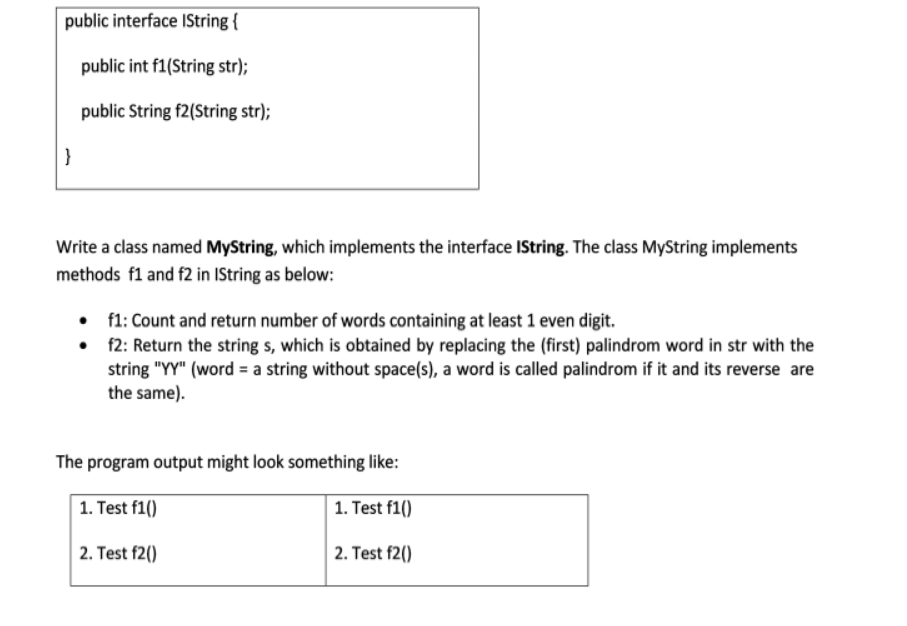 public interface IString {
public int f1(String str);
public String f2(String str);
}
Write a class named MyString, which implements the interface IString. The class MyString implements
methods f1 and f2 in IString as below:
• f1: Count and return number of words containing at least 1 even digit.
• f2: Return the string s, which is obtained by replacing the (first) palindrom word in str with the
string "YY" (word = a string without space(s), a word is called palindrom if it and its reverse are
the same).
The program output might look something like:
1. Test f1() 1. Test f1()
2. Test f2() 2. Test f2()